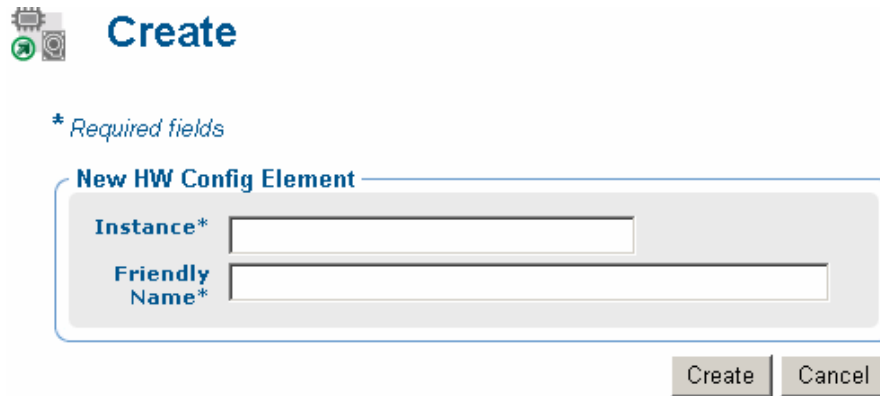 Create
* Required fields
New HW Config Element
Instance*
Friendly
Name*
Create Cancel